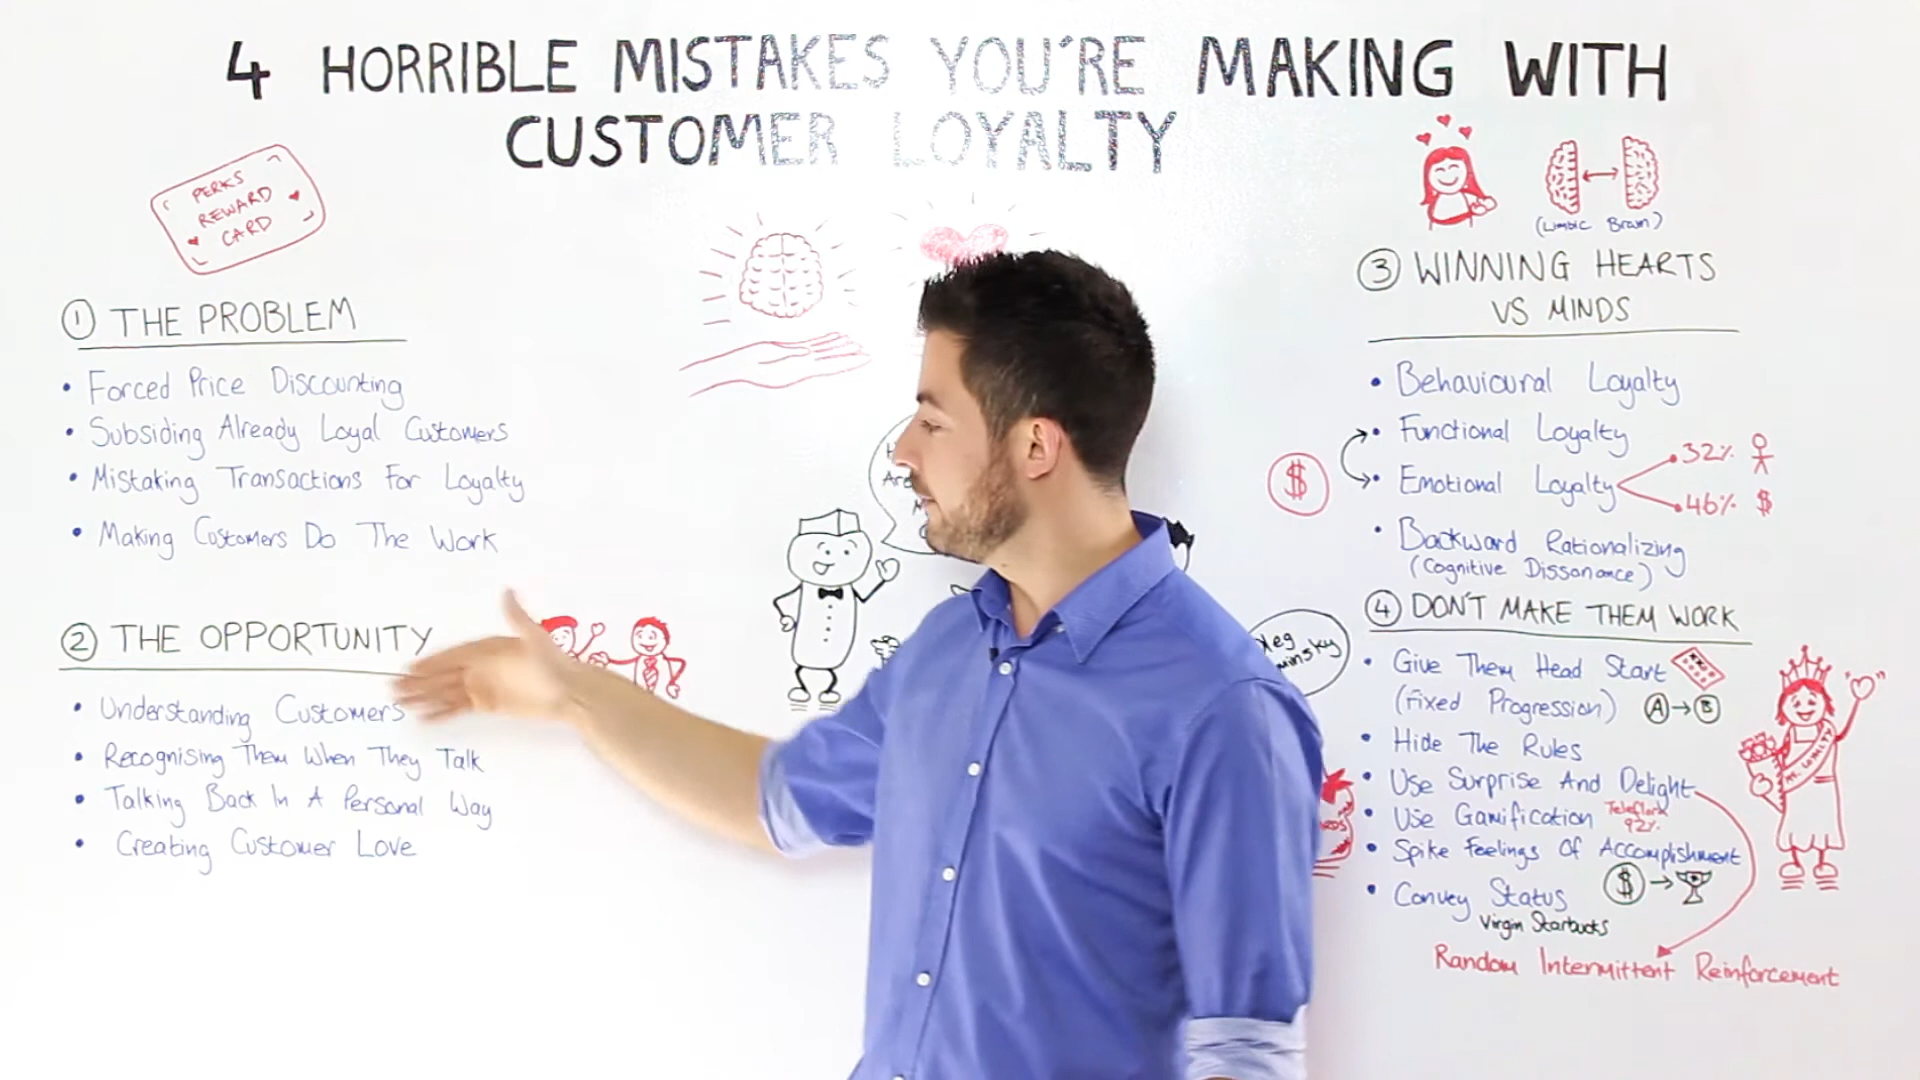 4 HORRIBLE MISTAKES YOU'RE MAKING WITH
CUSTOMER LOYALTY
PERKS
REWARD
CARD
1 THE PROBLEM
• Forced Price Discounting
• Subsiding Already Loyal Customers
• Mistaking Transactions For Loyalty
• Making Customers Do The Work
2 THE OPPORTUNITY
• Understanding Customers
• Recognising Them When They Talk
• Talking Back In A Personal Way
• Creating Customer Love
(Limbic Brain)
3 WINNING HEARTS
VS MINDS
• Behavioural Loyalty
• Functional Loyalty
$
• Emotional Loyalty
32%
46% $
• Backward Rationalizing
(Cognitive Dissonance)
4 DON'T MAKE THEM WORK
• Give Them Head Start
(Fixed Progression) A → B
• Hide The Rules
• Use Surprise And Delight
• Use Gamification
92%
• Spike Feelings Of Accomplishment
• Convey Status $
Virgin Starbucks
Random Intermittent Reinforcement